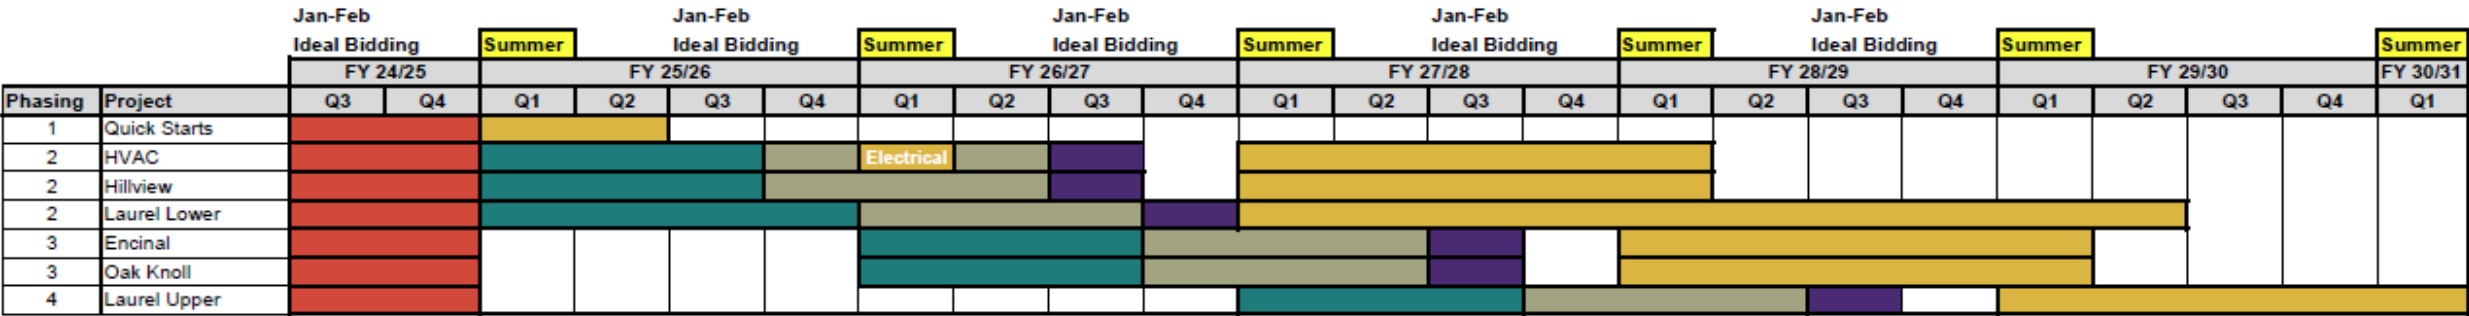 Jan-Feb Jan-Feb Jan-Feb Jan-Feb Jan-Feb
Ideal Bidding Summer Ideal Bidding Summer Ideal Bidding Summer Ideal Bidding Summer Ideal Bidding Summer Summer
FY 24/25 FY 25/26 FY 26/27 FY 27/28 FY 28/29 FY 29/30 FY 30/31
Phasing Project Q3 Q4 Q1 Q2 Q3 Q4 Q1 Q2 Q3 Q4 Q1 Q2 Q3 Q4 Q1 Q2 Q3 Q4 Q1 Q2 Q3 Q4 Q1
1 Quick Starts
2 HVAC Electrical
2 Hillview
2 Laurel Lower
3 Encinal
3 Oak Knoll
4 Laurel Upper